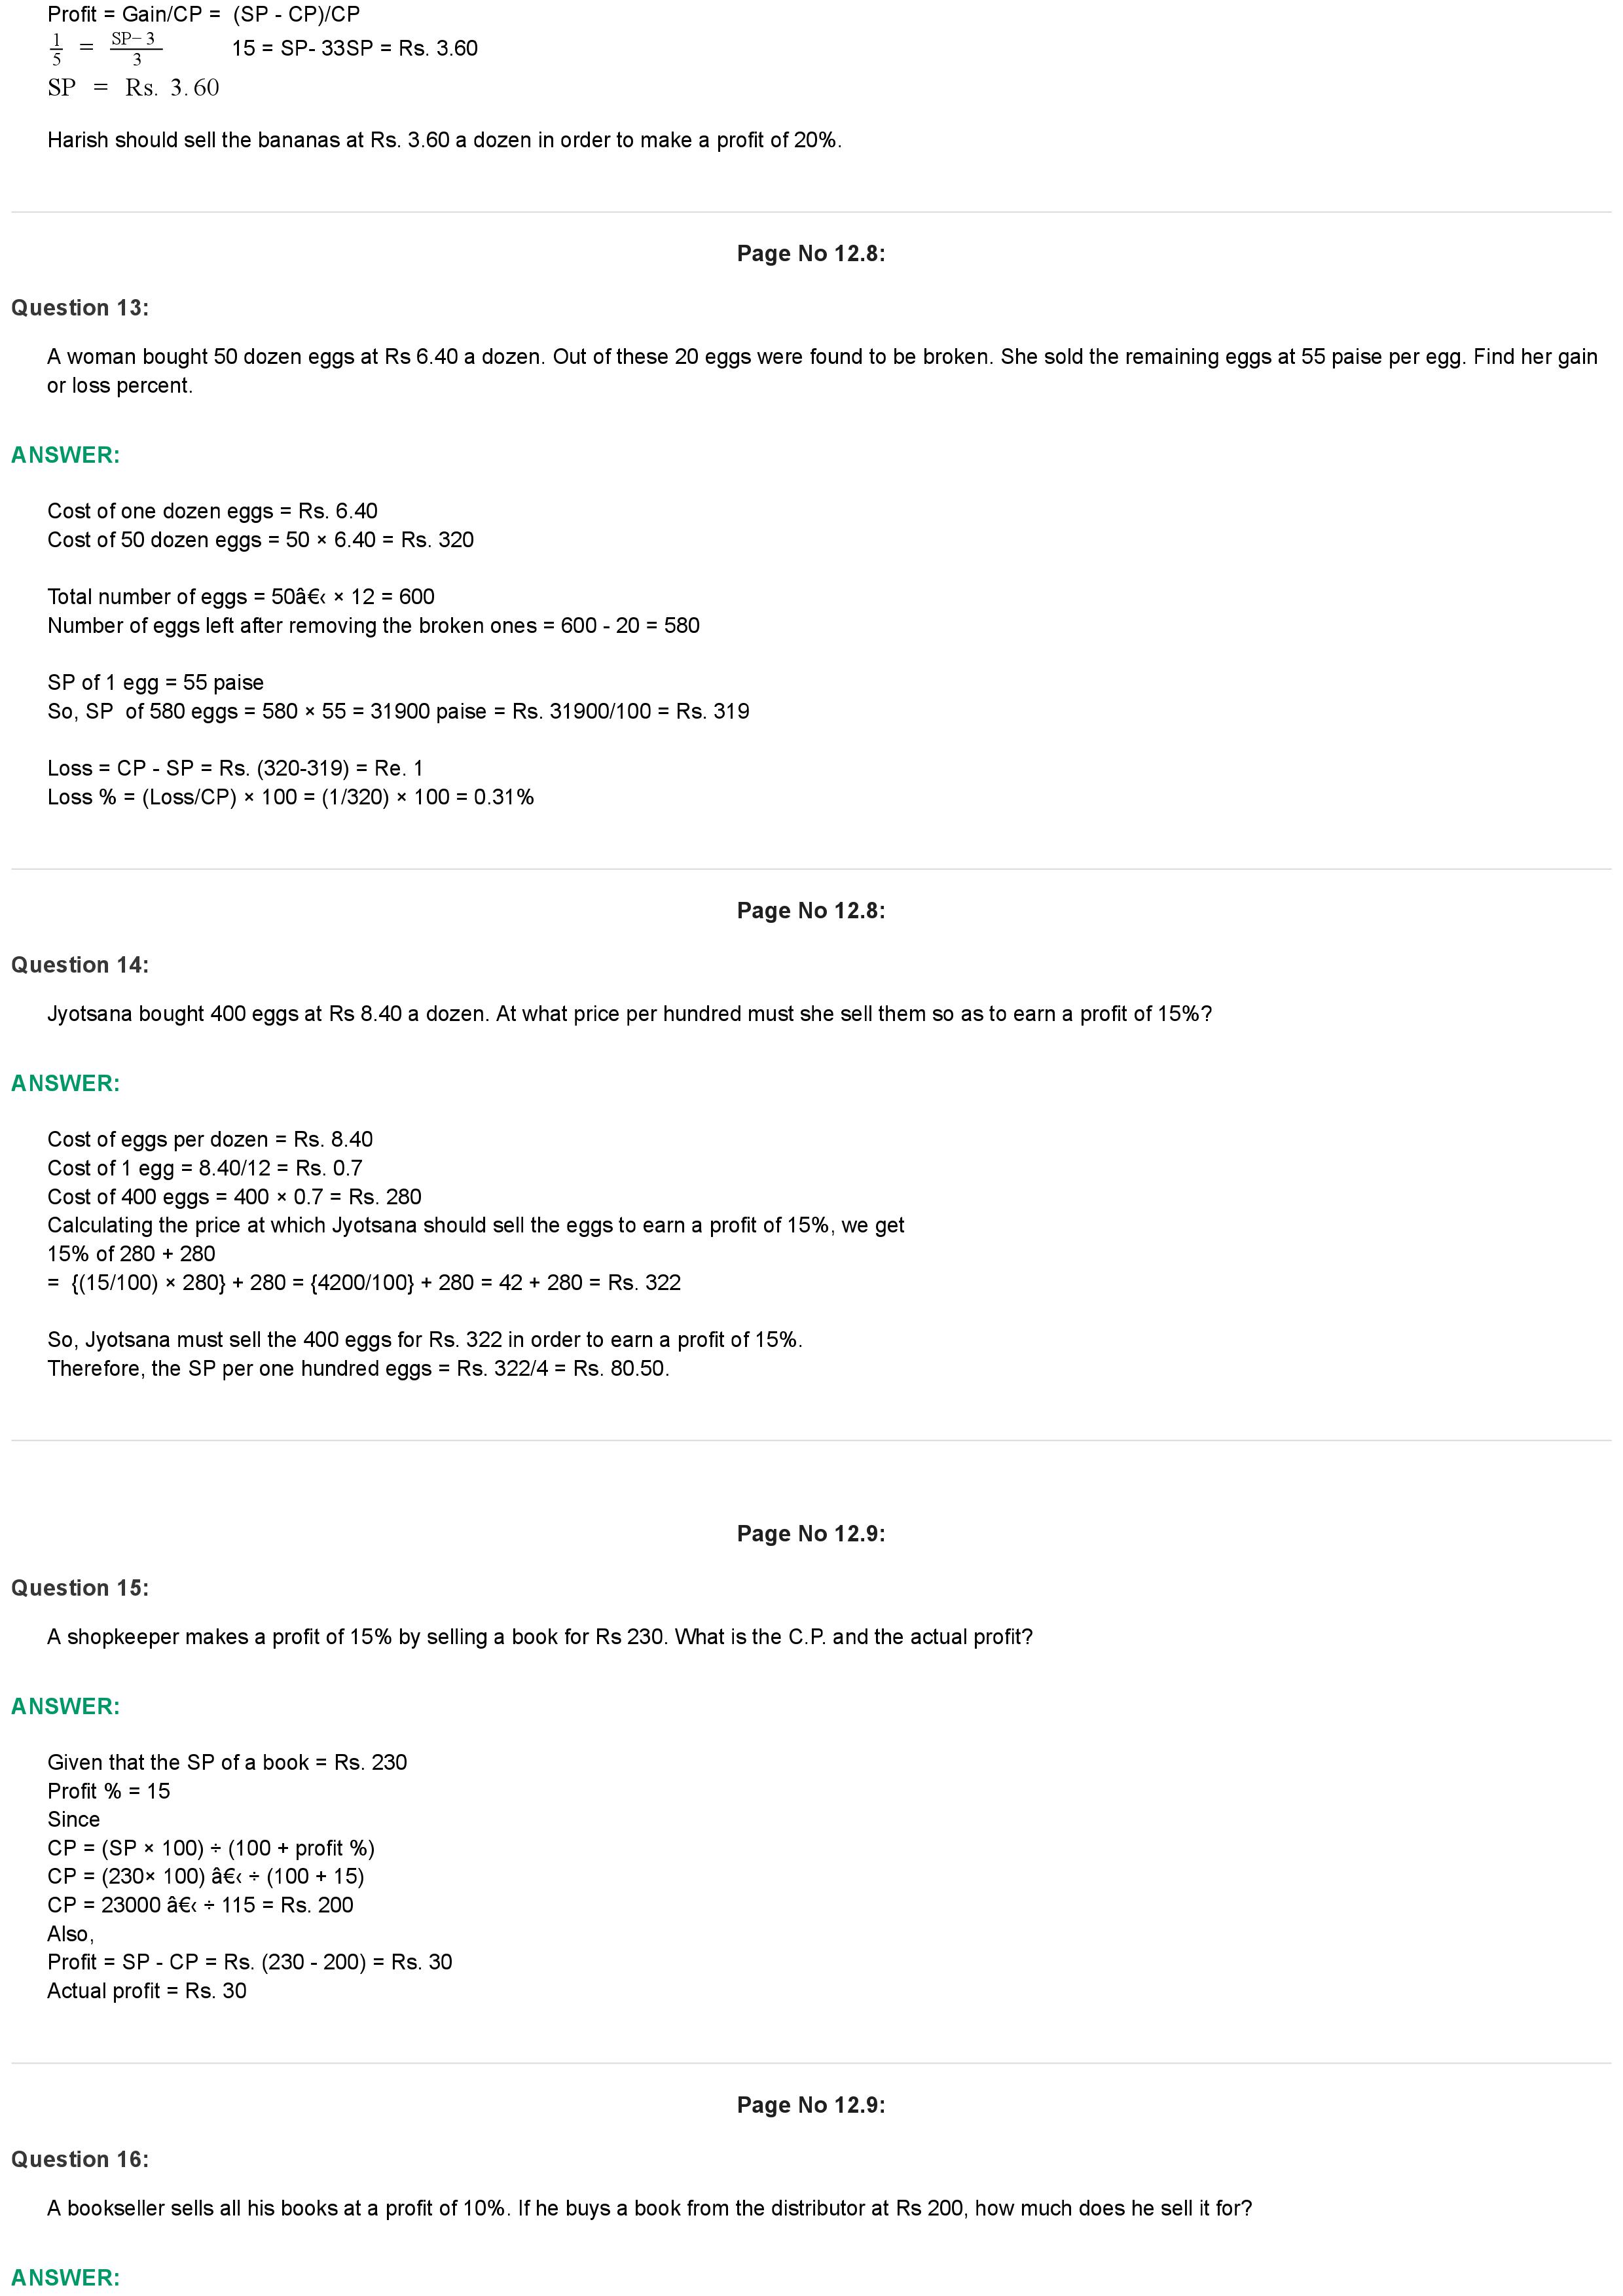 Profit = Gain/CP =  (SP - CP)/CP
1/5 = SP-3/3   15 = SP- 33SP = Rs. 3.60
SP = Rs. 3.60
Harish should sell the bananas at Rs. 3.60 a dozen in order to make a profit of 20%.
Page No 12.8:
Question 13:
A woman bought 50 dozen eggs at Rs 6.40 a dozen. Out of these 20 eggs were found to be broken. She sold the remaining eggs at 55 paise per egg. Find her gain
or loss percent.
ANSWER:
Cost of one dozen eggs = Rs. 6.40
Cost of 50 dozen eggs = 50 × 6.40 = Rs. 320
Total number of eggs = 50â€‹ × 12 = 600
Number of eggs left after removing the broken ones = 600 - 20 = 580
SP of 1 egg = 55 paise
So, SP  of 580 eggs = 580 × 55 = 31900 paise = Rs. 31900/100 = Rs. 319
Loss = CP - SP = Rs. (320-319) = Re. 1
Loss % = (Loss/CP) × 100 = (1/320) × 100 = 0.31%
Page No 12.8:
Question 14:
Jyotsana bought 400 eggs at Rs 8.40 a dozen. At what price per hundred must she sell them so as to earn a profit of 15%?
ANSWER:
Cost of eggs per dozen = Rs. 8.40
Cost of 1 egg = 8.40/12 = Rs. 0.7
Cost of 400 eggs = 400 × 0.7 = Rs. 280
Calculating the price at which Jyotsana should sell the eggs to earn a profit of 15%, we get
15% of 280 + 280
=  {(15/100) × 280} + 280 = {4200/100} + 280 = 42 + 280 = Rs. 322
So, Jyotsana must sell the 400 eggs for Rs. 322 in order to earn a profit of 15%.
Therefore, the SP per one hundred eggs = Rs. 322/4 = Rs. 80.50.
Page No 12.9:
Question 15:
A shopkeeper makes a profit of 15% by selling a book for Rs 230. What is the C.P. and the actual profit?
ANSWER:
Given that the SP of a book = Rs. 230
Profit % = 15
Since
CP = (SP × 100) ÷ (100 + profit %)
CP = (230× 100) â€‹ ÷ (100 + 15)
CP = 23000 â€‹ ÷ 115 = Rs. 200
Also,
Profit = SP - CP = Rs. (230 - 200) = Rs. 30
Actual profit = Rs. 30
Page No 12.9:
Question 16:
A bookseller sells all his books at a profit of 10%. If he buys a book from the distributor at Rs 200, how much does he sell it for?
ANSWER: